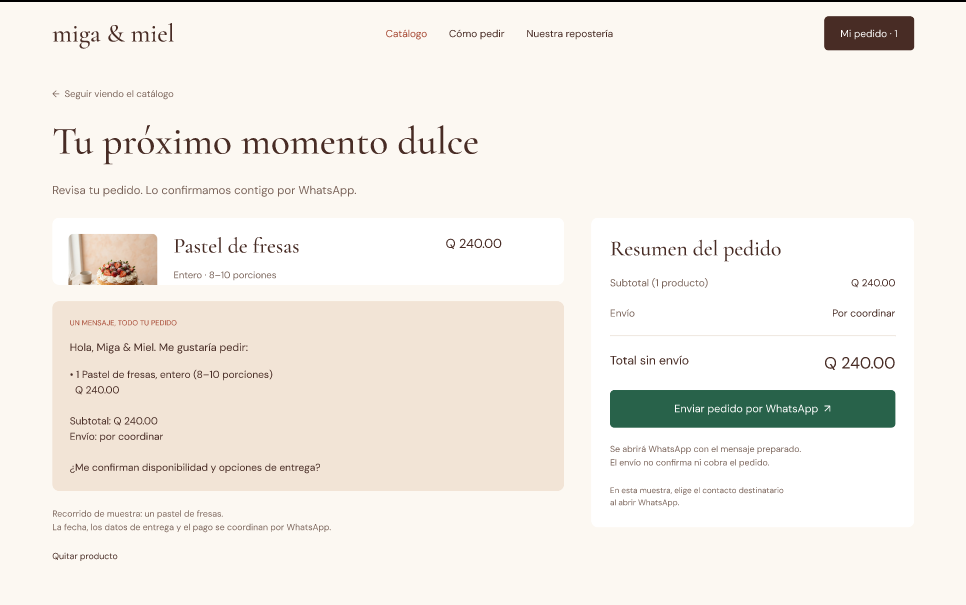 miga & miel
Catálogo
Cómo pedir
Nuestra repostería
Mi pedido · 1
← Seguir viendo el catálogo
Tu próximo momento dulce
Revisa tu pedido. Lo confirmamos contigo por WhatsApp.
Pastel de fresas
Q 240.00
Entero · 8–10 porciones
UN MENSAJE, TODO TU PEDIDO
Hola, Miga & Miel. Me gustaría pedir:
• 1 Pastel de fresas, entero (8–10 porciones)
Q 240.00
Subtotal: Q 240.00
Envío: por coordinar
¿Me confirman disponibilidad y opciones de entrega?
Recorrido de muestra: un pastel de fresas.
La fecha, los datos de entrega y el pago se coordinan por WhatsApp.
Quitar producto
Resumen del pedido
Subtotal (1 producto) Q 240.00
Envío Por coordinar
Total sin envío Q 240.00
Enviar pedido por WhatsApp ↗
Se abrirá WhatsApp con el mensaje preparado.
El envío no confirma ni cobra el pedido.
En esta muestra, elige el contacto destinatario
al abrir WhatsApp.